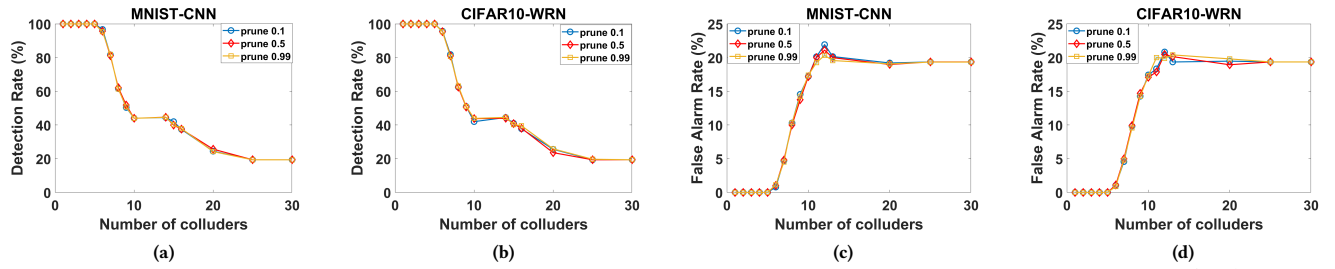 MNIST-CNN
Detection Rate (%)
100
80
60
40
20
0
0 10 20 30
prune 0.1
prune 0.5
prune 0.99
Number of colluders
(a)
CIFAR10-WRN
Detection Rate (%)
100
80
60
40
20
0
0 10 20 30
prune 0.1
prune 0.5
prune 0.99
Number of colluders
(b)
MNIST-CNN
False Alarm Rate (%)
25
20
15
10
5
0
0 10 20 30
prune 0.1
prune 0.5
prune 0.99
Number of colluders
(c)
CIFAR10-WRN
False Alarm Rate (%)
25
20
15
10
5
0
0 10 20 30
prune 0.1
prune 0.5
prune 0.99
Number of colluders
(d)